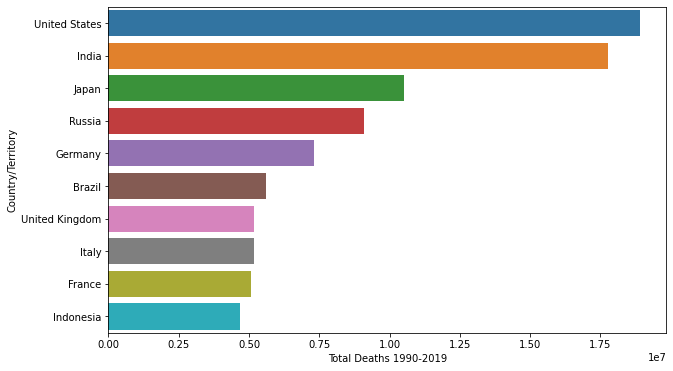 Country/Territory
United States
India
Japan
Russia
Germany
Brazil
United Kingdom
Italy
France
Indonesia
0.00 0.25 0.50 0.75 1.00 1.25 1.50 1.75
1e7
Total Deaths 1990-2019